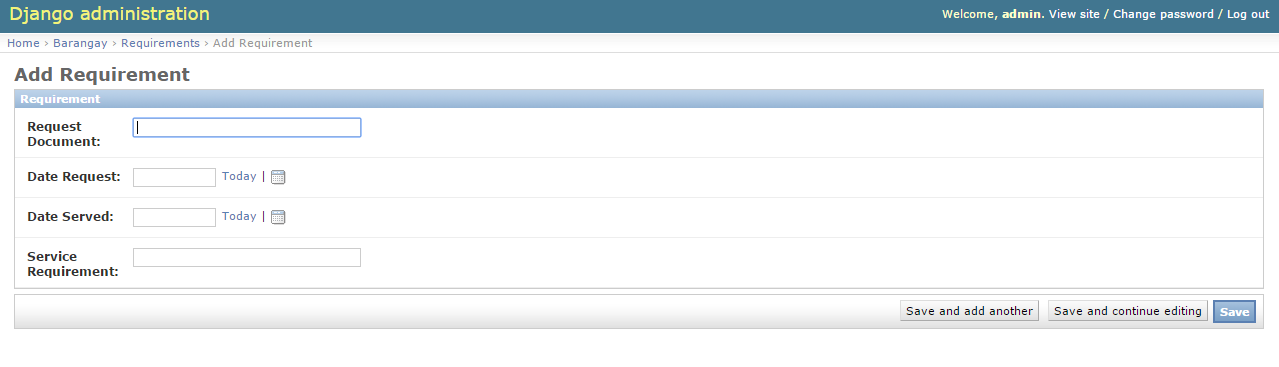 Django administration
Welcome, admin. View site / Change password / Log out
Home › Barangay › Requirements › Add Requirement
Add Requirement
Requirement
Request
Document:
Date Request:
Today |
Date Served:
Today |
Service
Requirement:
Save and add another
Save and continue editing
Save